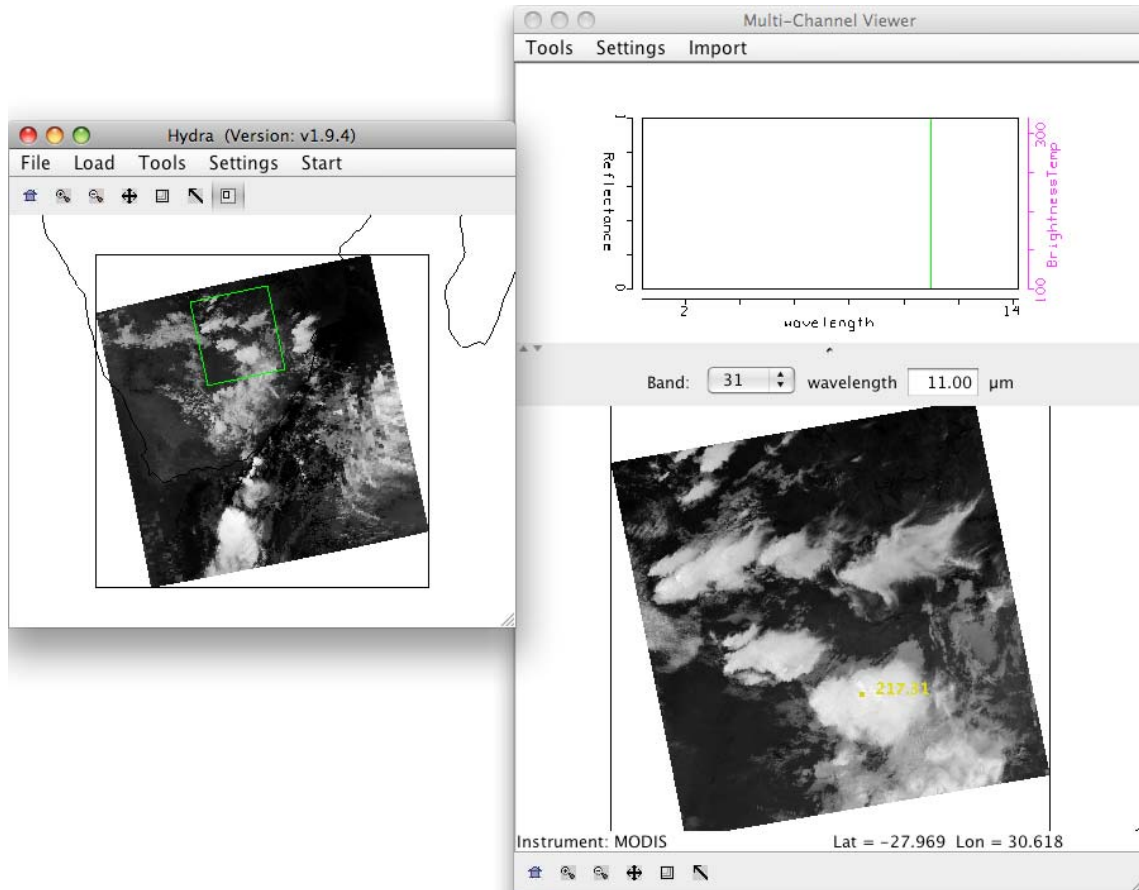 Multi-Channel Viewer
Tools Settings Import
1
Reflectance
0
300
BrightnessTemp
100
2
14
wavelength
Band: 31 wavelength 11.00 µm
217.31
Instrument: MODIS Lat = -27.969 Lon = 30.618
Hydra (Version: v1.9.4)
File Load Tools Settings Start